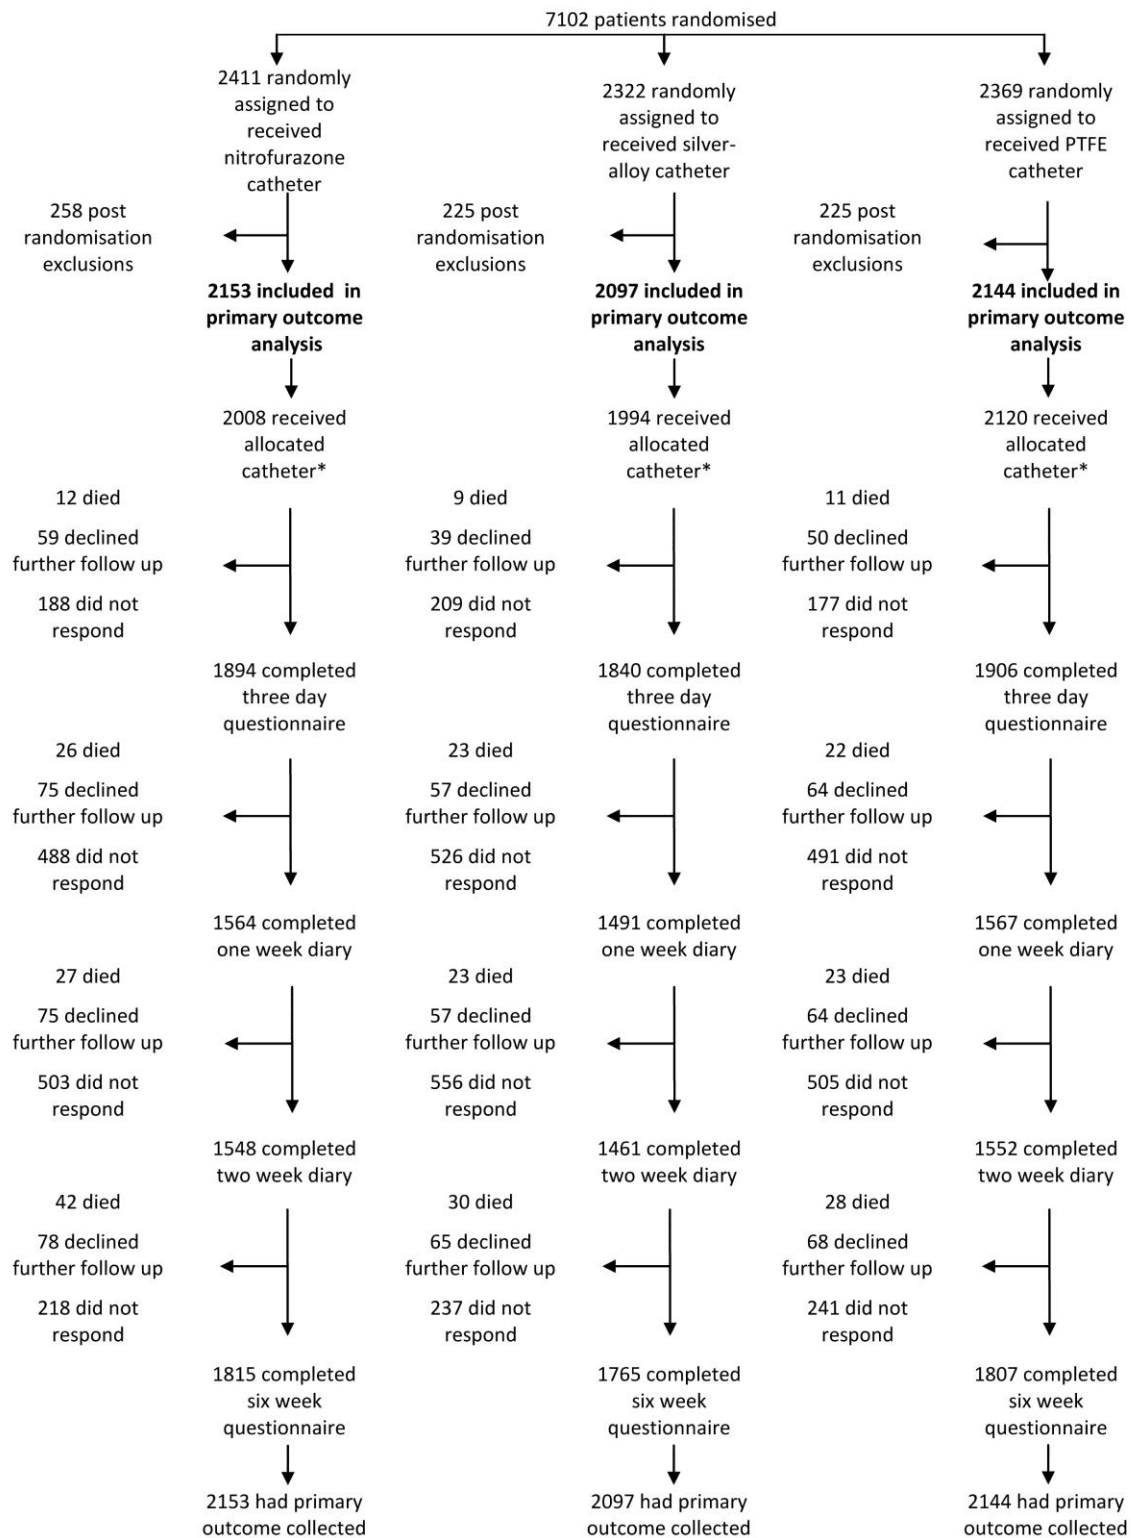 7102 patients randomised
2411 randomly
assigned to
received
nitrofurazone
catheter
2322 randomly
assigned to
received silver-
alloy catheter
2369 randomly
assigned to
received PTFE
catheter
258 post
randomisation
exclusions
225 post
randomisation
exclusions
225 post
randomisation
exclusions
2153 included in
primary outcome
analysis
2097 included in
primary outcome
analysis
2144 included in
primary outcome
analysis
2008 received
allocated
catheter*
1994 received
allocated
catheter*
2120 received
allocated
catheter*
12 died
59 declined
further follow up
188 did not
respond
9 died
39 declined
further follow up
209 did not
respond
11 died
50 declined
further follow up
177 did not
respond
1894 completed
three day
questionnaire
1840 completed
three day
questionnaire
1906 completed
three day
questionnaire
26 died
75 declined
further follow up
488 did not
respond
23 died
57 declined
further follow up
526 did not
respond
22 died
64 declined
further follow up
491 did not
respond
1564 completed
one week diary
1491 completed
one week diary
1567 completed
one week diary
27 died
75 declined
further follow up
503 did not
respond
23 died
57 declined
further follow up
556 did not
respond
23 died
64 declined
further follow up
505 did not
respond
1548 completed
two week diary
1461 completed
two week diary
1552 completed
two week diary
42 died
78 declined
further follow up
218 did not
respond
30 died
65 declined
further follow up
237 did not
respond
28 died
68 declined
further follow up
241 did not
respond
1815 completed
six week
questionnaire
1765 completed
six week
questionnaire
1807 completed
six week
questionnaire
2153 had primary
outcome collected
2097 had primary
outcome collected
2144 had primary
outcome collected